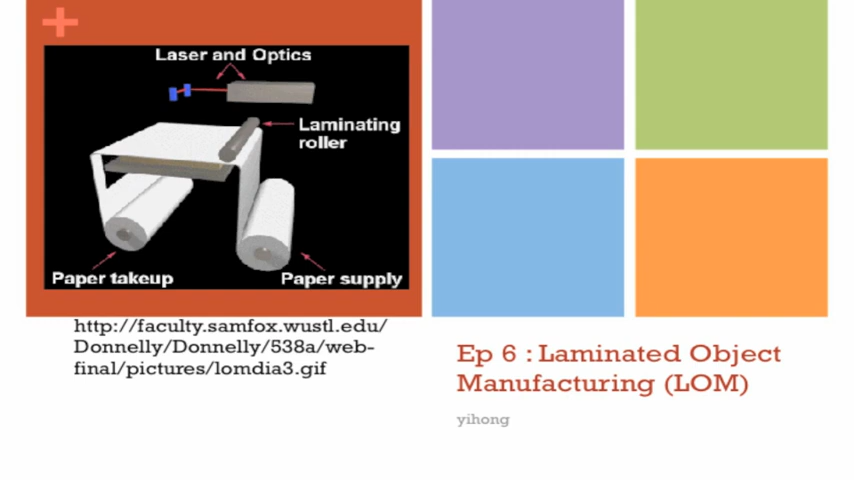 +
Laser and Optics
Laminating
roller
Paper takeup
Paper supply
http://faculty.samfox.wustl.edu/
Donnelly/Donnelly/538a/web-
final/pictures/lomdia3.gif
Ep 6 : Laminated Object
Manufacturing (LOM)
yihong